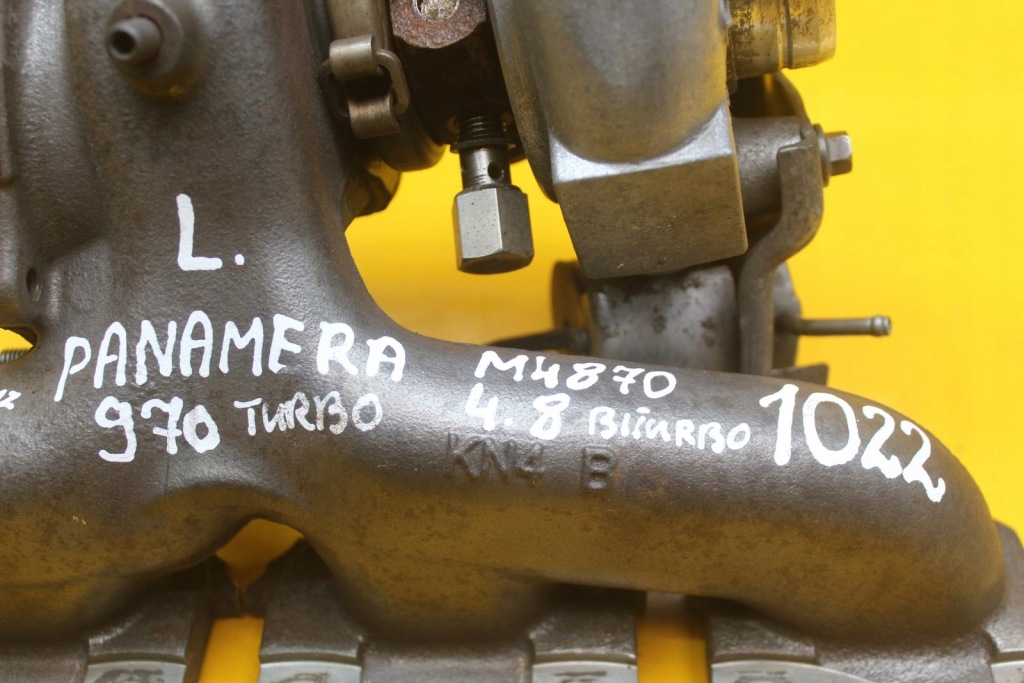 L.
PANAMERA
970 TURBO
M4870
4.8 BITURBO
1022
KN4 B